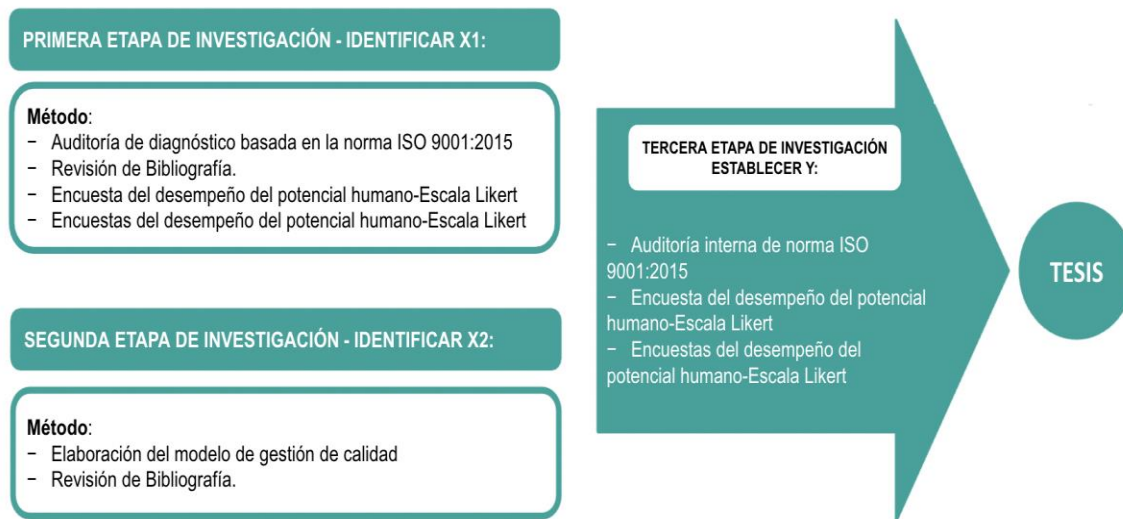 PRIMERA ETAPA DE INVESTIGACIÓN - IDENTIFICAR X1:
Método:
− Auditoría de diagnóstico basada en la norma ISO 9001:2015
− Revisión de Bibliografía.
− Encuesta del desempeño del potencial humano-Escala Likert
− Encuestas del desempeño del potencial humano-Escala Likert
SEGUNDA ETAPA DE INVESTIGACIÓN - IDENTIFICAR X2:
Método:
− Elaboración del modelo de gestión de calidad
− Revisión de Bibliografía.
TERCERA ETAPA DE INVESTIGACIÓN
ESTABLECER Y:
− Auditoría interna de norma ISO
9001:2015
− Encuesta del desempeño del potencial
humano-Escala Likert
− Encuestas del desempeño del
potencial humano-Escala Likert
TESIS